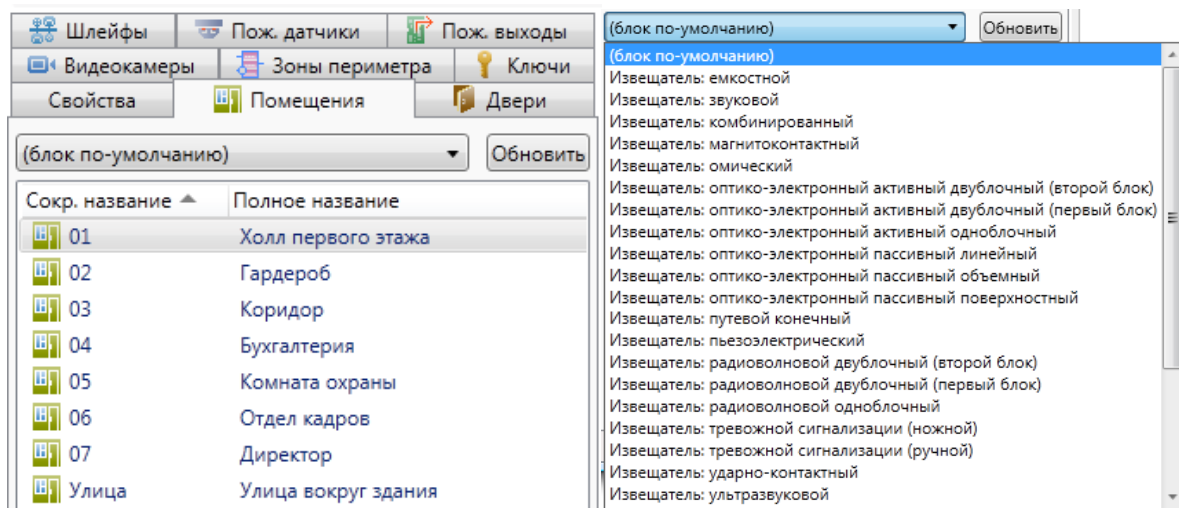 Шлейфы Пож. датчики Пож. выходы
Видеокамеры Зоны периметра Ключи
Свойства Помещения Двери
(блок по-умолчанию) Обновить
Сокр. название Полное название
01 Холл первого этажа
02 Гардероб
03 Коридор
04 Бухгалтерия
05 Комната охраны
06 Отдел кадров
07 Директор
Улица Улица вокруг здания
(блок по-умолчанию) Обновить
(блок по-умолчанию)
Извещатель: емкостной
Извещатель: звуковой
Извещатель: комбинированный
Извещатель: магнитоконтактный
Извещатель: омический
Извещатель: оптико-электронный активный двублочный (второй блок)
Извещатель: оптико-электронный активный двублочный (первый блок)
Извещатель: оптико-электронный активный одноблочный
Извещатель: оптико-электронный пассивный линейный
Извещатель: оптико-электронный пассивный объемный
Извещатель: оптико-электронный пассивный поверхностный
Извещатель: путевой конечный
Извещатель: пьезоэлектрический
Извещатель: радиоволновой двублочный (второй блок)
Извещатель: радиоволновой двублочный (первый блок)
Извещатель: радиоволновой одноблочный
Извещатель: тревожной сигнализации (ножной)
Извещатель: тревожной сигнализации (ручной)
Извещатель: ударно-контактный
Извещатель: ультразвуковой